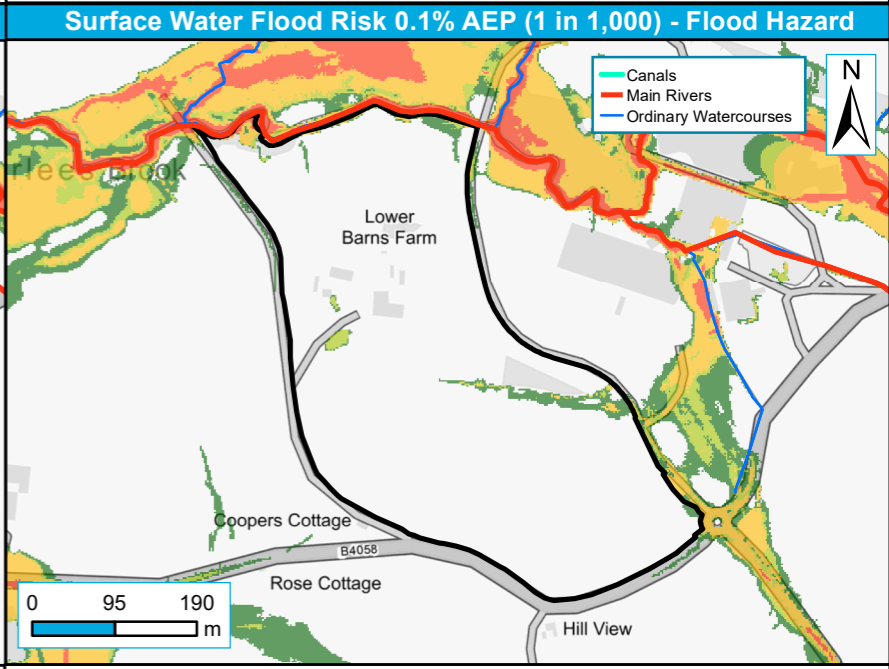 Surface Water Flood Risk 0.1% AEP (1 in 1,000) - Flood Hazard
Canals
Main Rivers
Ordinary Watercourses
N
Brook
Lower
Barns Farm
Coopers Cottage
B4058
Rose Cottage
Hill View
0 95 190
m